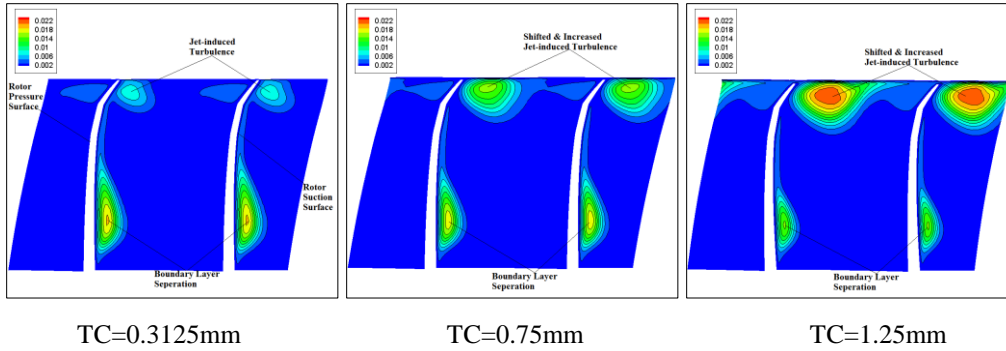 0.022
0.018
0.014
0.01
0.006
0.002
Jet-induced
Turbulence
Rotor
Pressure
Surface
Rotor
Suction
Surface
Boundary Layer
Seperation
0.022
0.018
0.014
0.01
0.006
0.002
Shifted & Increased
Jet-induced Turbulence
Boundary Layer
Seperation
0.022
0.018
0.014
0.01
0.006
0.002
Shifted & Increased
Jet-induced Turbulence
Boundary Layer
Seperation
TC=0.3125mm
TC=0.75mm
TC=1.25mm